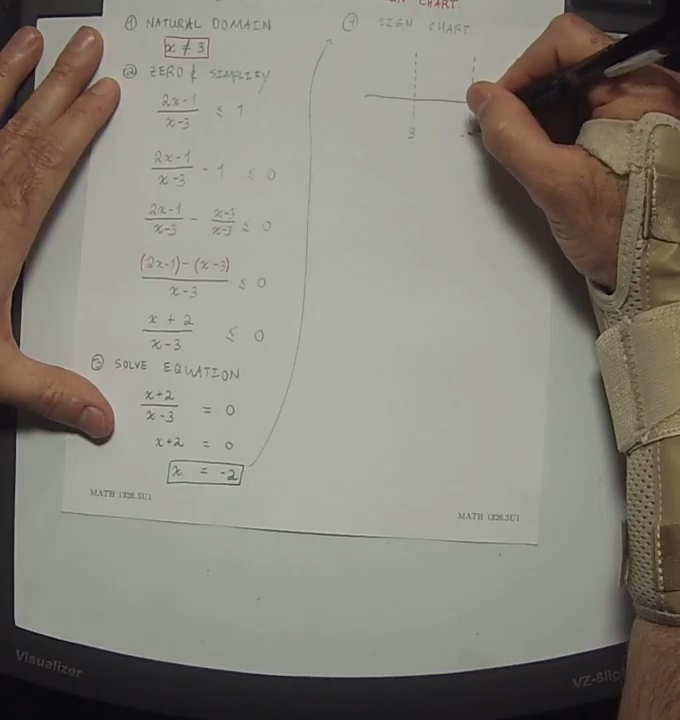 ① NATURAL DOMAIN
x ≠ 3
② ZERO & SIMPLIFY
2x-1 / x-3 ≤ 1
2x-1 / x-3 - 1 ≤ 0
2x-1 / x-3 - x-3 / x-3 ≤ 0
(2x-1)-(x-3) / x-3 ≤ 0
x + 2 / x-3 ≤ 0
③ SOLVE EQUATION
x+2 / x-3 = 0
x+2 = 0
x = -2
MATH 1326.5U1
CHART
④ SIGN CHART
3
MATH 1326.5U1
Visualizer